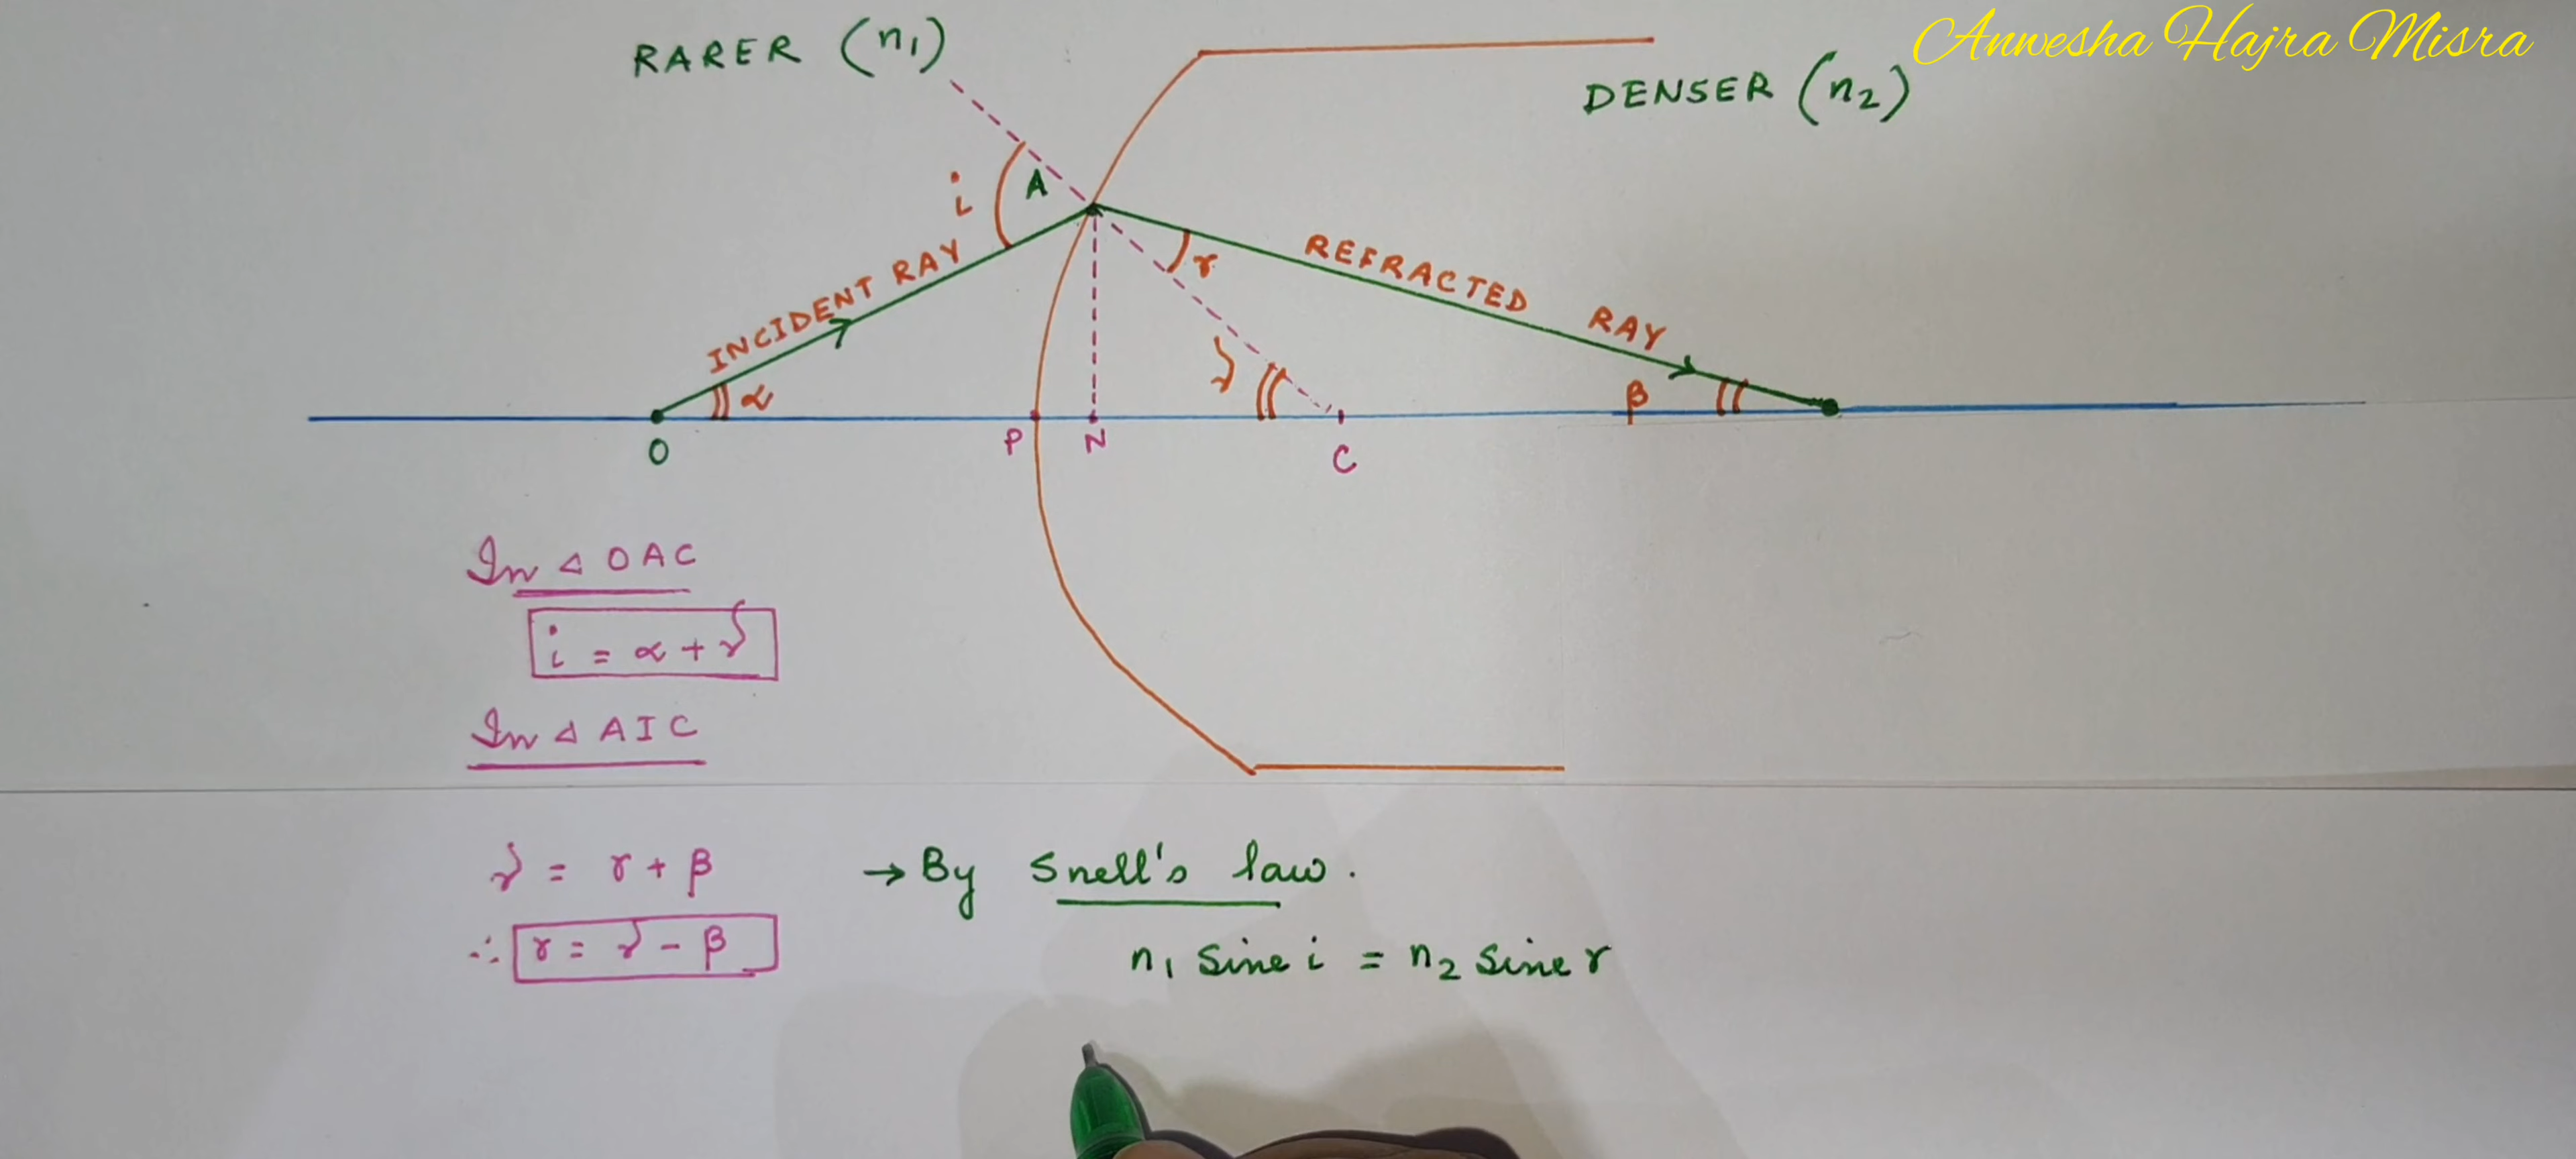 Anwesha Hajra Misra
RARER (n₁)
DENSER (n₂)
i
A
r
INCIDENT RAY
REFRACTED RAY
α
γ
β
O
P
N
C
In △ OAC
i = α + γ
In △ AIC
γ = r + β
∴ r = γ - β
→ By Snell's law.
n₁ Sine i = n₂ Sine r